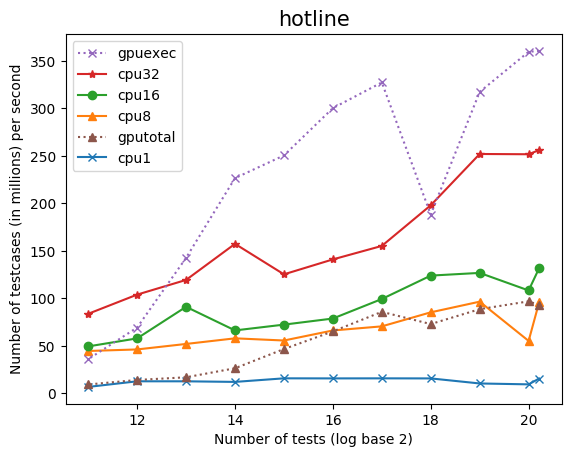 hotline
gpuexec
cpu32
cpu16
cpu8
gputotal
cpu1
Number of testcases (in millions) per second
350
300
250
200
150
100
50
0
12
14
16
18
20
Number of tests (log base 2)